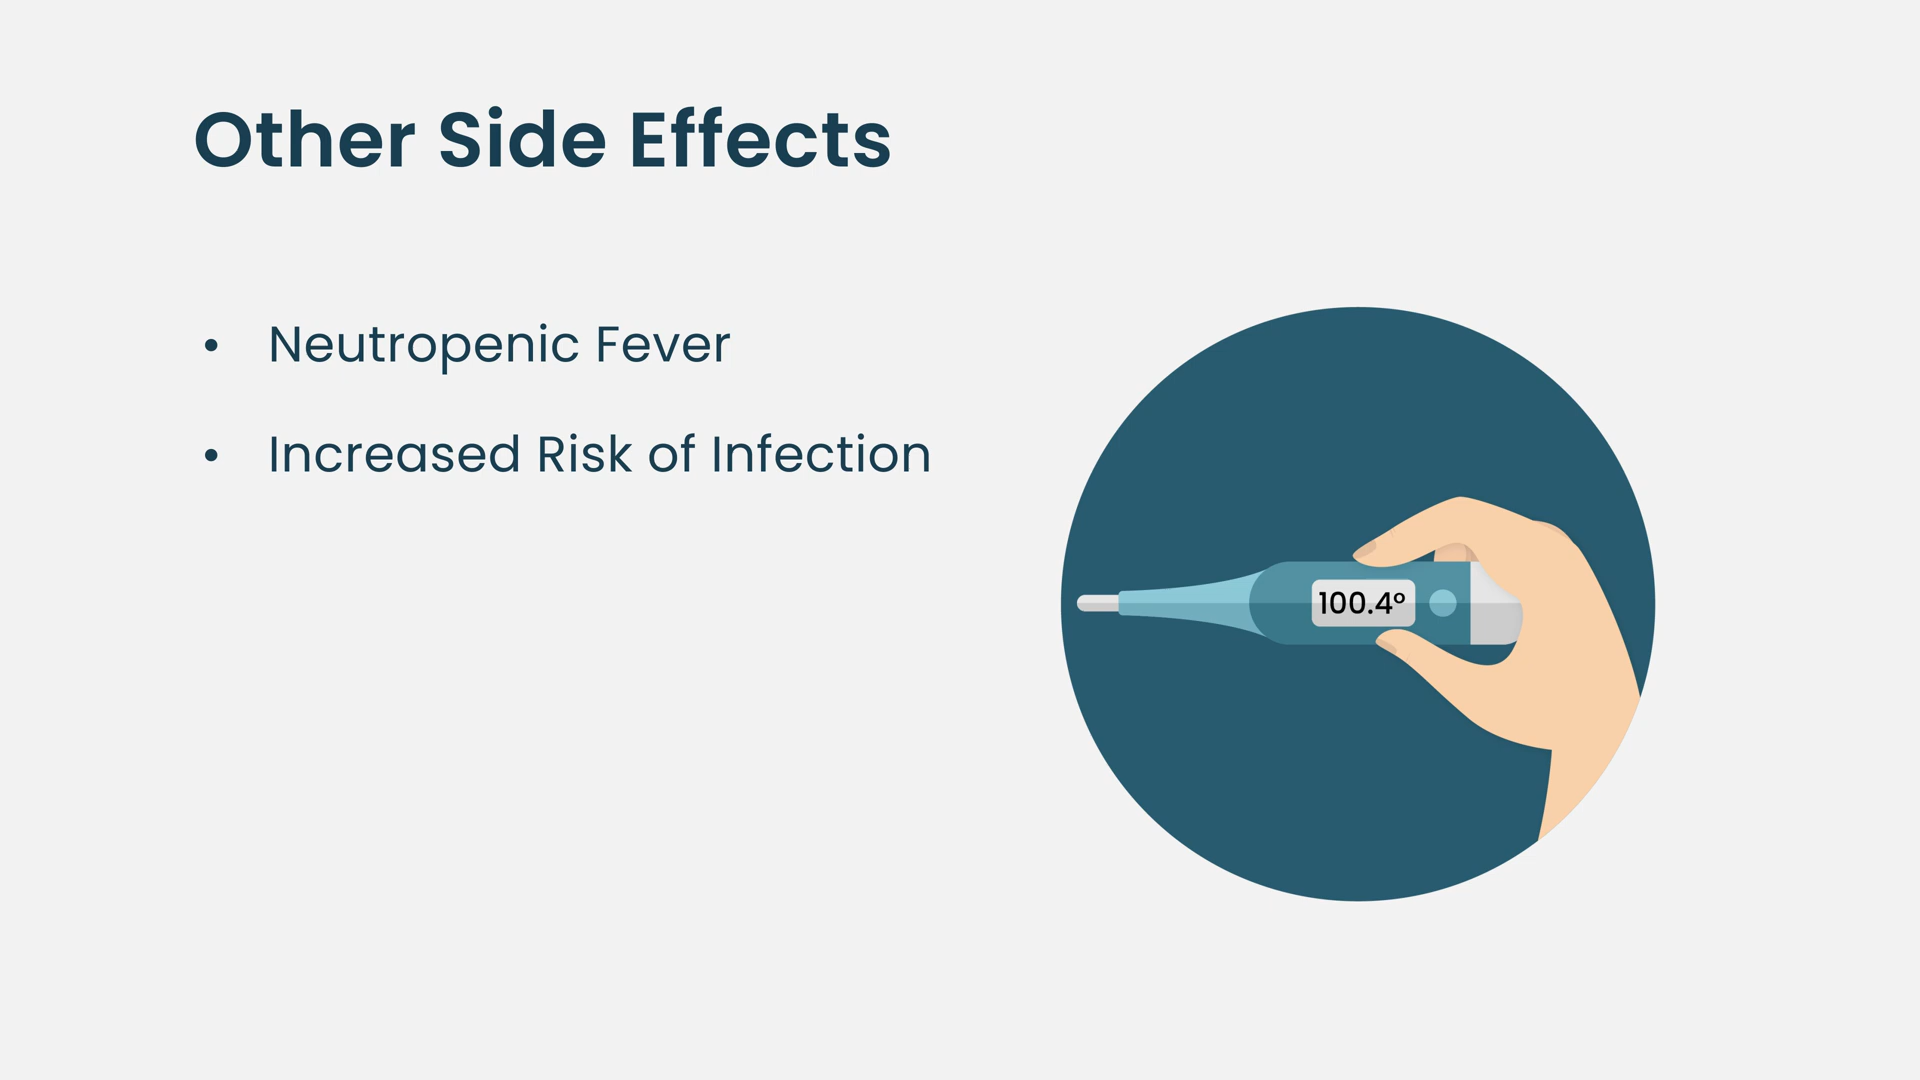 Other Side Effects
• Neutropenic Fever
• Increased Risk of Infection
100.4°